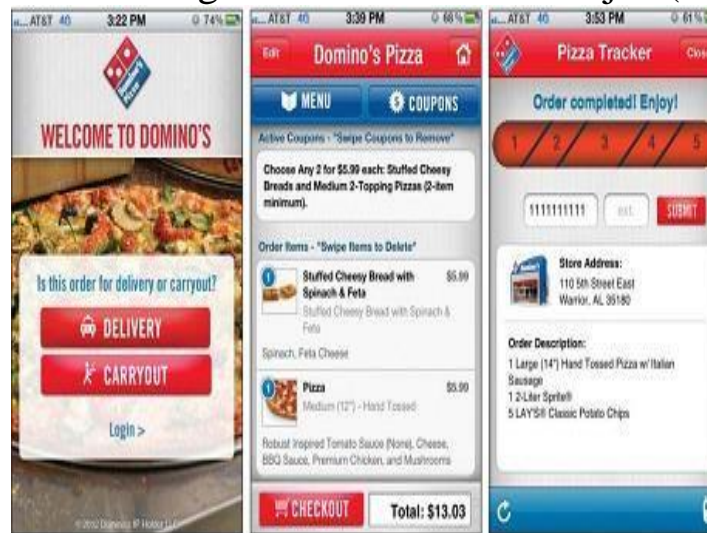 AT&T 4G 3:22 PM 74%
Domino's Pizza
WELCOME TO DOMINO'S
Is this order for delivery or carryout?
DELIVERY
CARRYOUT
Login >
AT&T 4G 3:39 PM 68%
Edit Domino's Pizza
MENU COUPONS
Active Coupons - "Swipe Coupons to Remove"
Choose Any 2 for $5.99 each: Stuffed Cheesy
Breads and Medium 2-Topping Pizzas (2-item
minimum).
Order Items - "Swipe Items to Delete"
1 Stuffed Cheesy Bread with $5.99
Spinach & Feta
Stuffed Cheesy Bread with Spinach &
Feta
Spinach, Feta Cheese
1 Pizza $5.99
Medium (12") - Hand Tossed
Robust Inspired Tomato Sauce (None), Cheese,
BBQ Sauce, Premium Chicken, and Mushrooms
CHECKOUT Total: $13.03
AT&T 4G 3:53 PM 61%
Pizza Tracker Close
Order completed! Enjoy!
1 2 3 4 5
1111111111 ext. SUBMIT
Store Address:
110 5th Street East
Warrior, AL 35180
Order Description:
1 Large (14") Hand Tossed Pizza w/ Italian
Sausage
1 2-Liter Sprite®
5 LAY'S® Classic Potato Chips